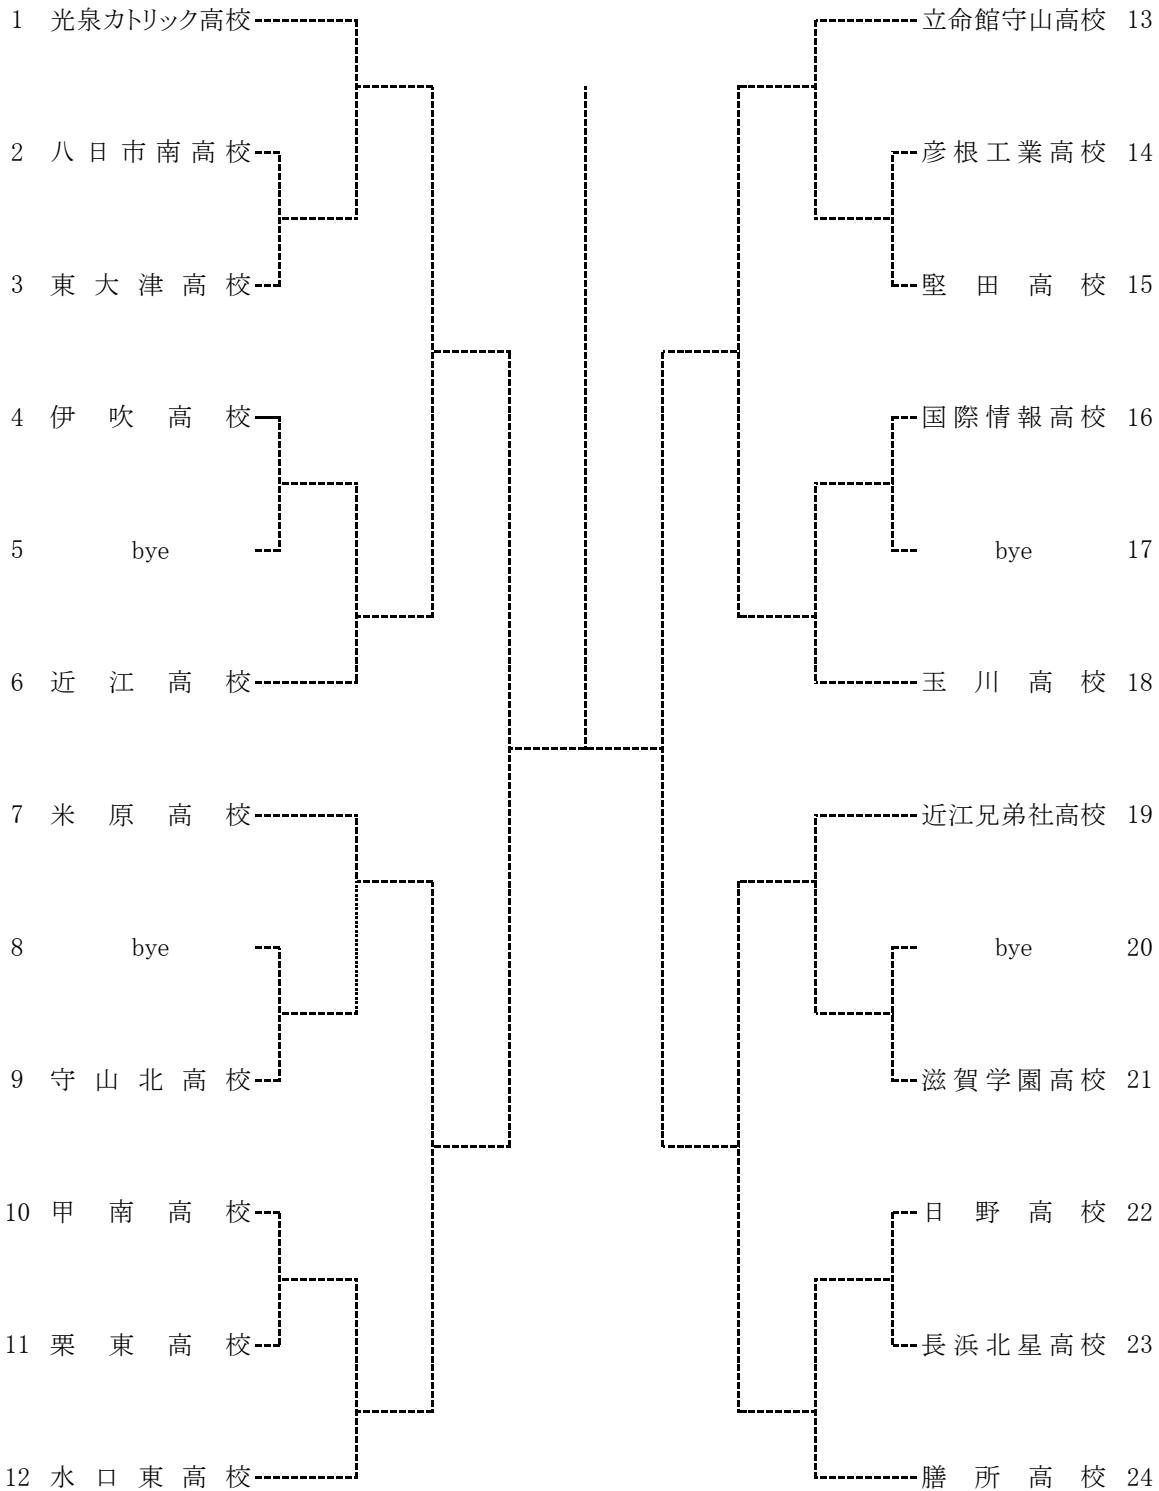 1 光泉カトリック高校
2 八日市南高校
3 東大津高校
4 伊吹高校
5 bye
6 近江高校
7 米原高校
8 bye
9 守山北高校
10 甲南高校
11 栗東高校
12 水口東高校
立命館守山高校 13
彦根工業高校 14
堅田高校 15
国際情報高校 16
bye 17
玉川高校 18
近江兄弟社高校 19
bye 20
滋賀学園高校 21
日野高校 22
長浜北星高校 23
膳所高校 24